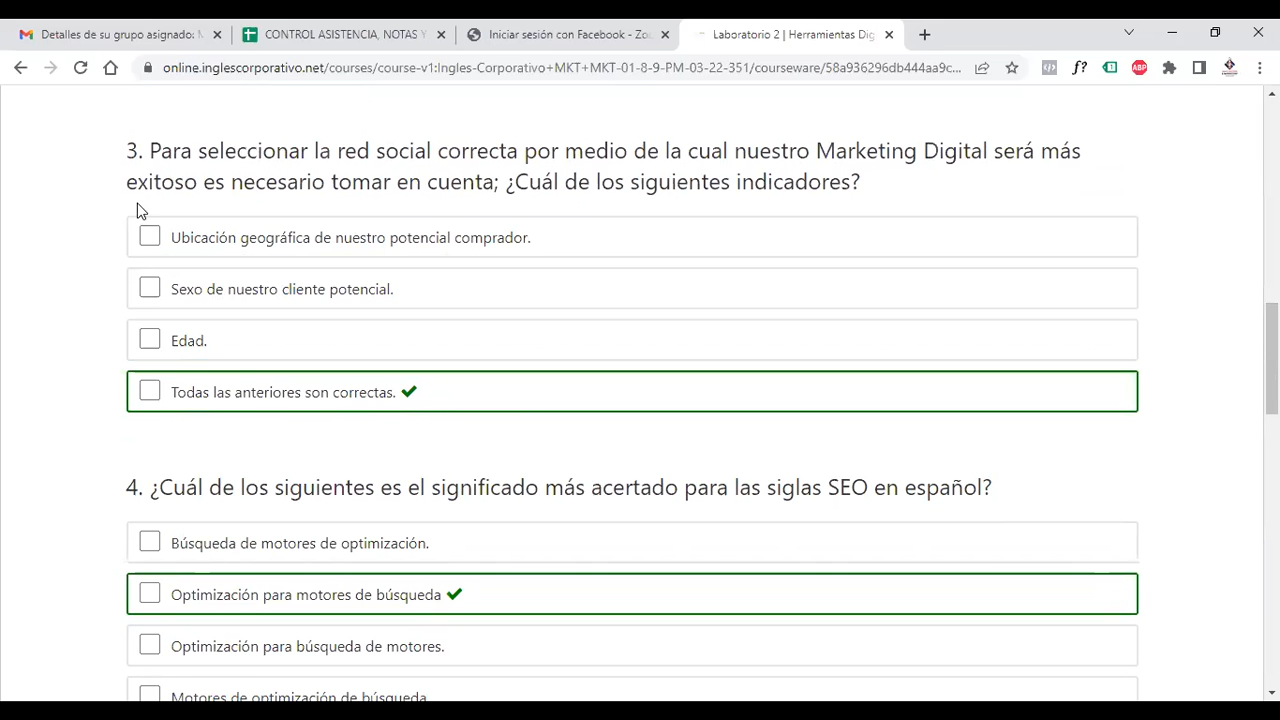 Detalles de su grupo asignado: M
CONTROL ASISTENCIA, NOTAS Y
Iniciar sesión con Facebook - Zo
Laboratorio 2 | Herramientas Dig
online.inglescorporativo.net/courses/course-v1:Ingles-Corporativo+MKT+MKT-01-8-9-PM-03-22-351/courseware/58a936296db444aa9c...
f?
ABP
3. Para seleccionar la red social correcta por medio de la cual nuestro Marketing Digital será más
exitoso es necesario tomar en cuenta; ¿Cuál de los siguientes indicadores?
Ubicación geográfica de nuestro potencial comprador.
Sexo de nuestro cliente potencial.
Edad.
Todas las anteriores son correctas.
4. ¿Cuál de los siguientes es el significado más acertado para las siglas SEO en español?
Búsqueda de motores de optimización.
Optimización para motores de búsqueda
Optimización para búsqueda de motores.
Motores de optimización de búsqueda.